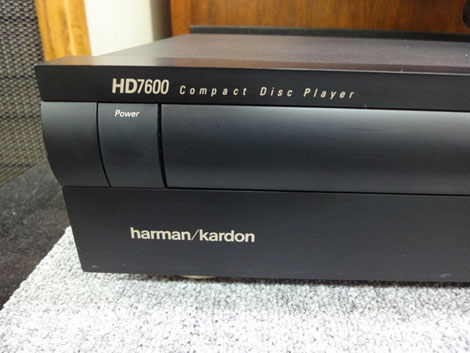 HD7600 Compact Disc Player
Power
harman/kardon